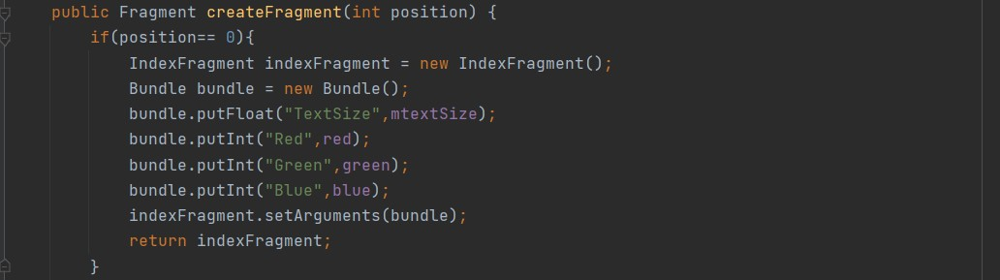 public Fragment createFragment(int position) {
if(position== 0){
IndexFragment indexFragment = new IndexFragment();
Bundle bundle = new Bundle();
bundle.putFloat("TextSize",mtextSize);
bundle.putInt("Red",red);
bundle.putInt("Green",green);
bundle.putInt("Blue",blue);
indexFragment.setArguments(bundle);
return indexFragment;
}